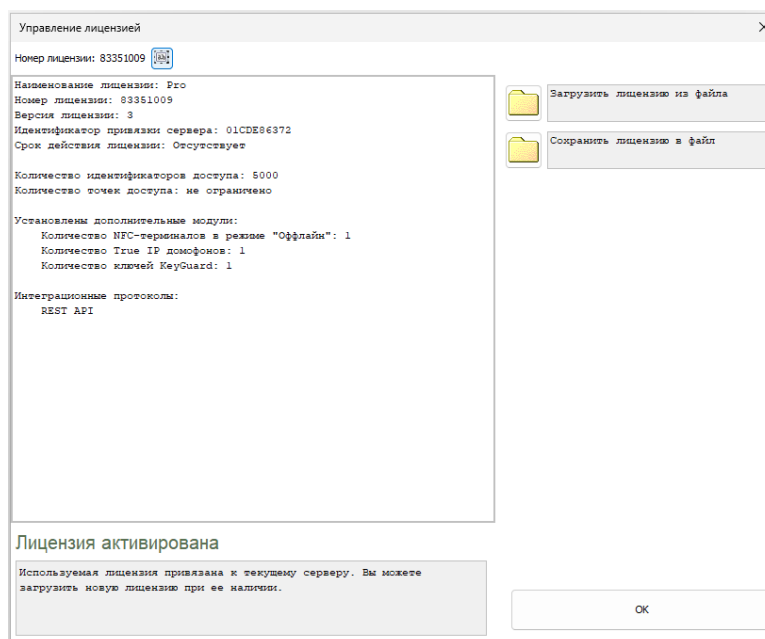 Управление лицензией
Номер лицензии: 83351009
Наименование лицензии: Pro
Номер лицензии: 83351009
Версия лицензии: 3
Идентификатор привязки сервера: 01CDE86372
Срок действия лицензии: Отсутствует
Количество идентификаторов доступа: 5000
Количество точек доступа: не ограничено
Установлены дополнительные модули:
Количество NFC-терминалов в режиме "Оффлайн": 1
Количество True IP домофонов: 1
Количество ключей KeyGuard: 1
Интеграционные протоколы:
REST API
Загрузить лицензию из файла
Сохранить лицензию в файл
Лицензия активирована
Используемая лицензия привязана к текущему серверу. Вы можете
загрузить новую лицензию при ее наличии.
OK